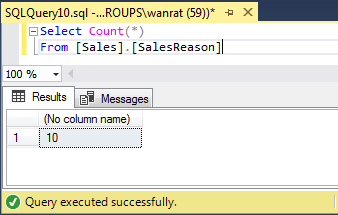 SQLQuery10.sql -...ROUPS\wanrat (59))*
Select Count(*)
From [Sales].[SalesReason]
100 %
Results Messages
(No column name)
1 10
Query executed successfully.